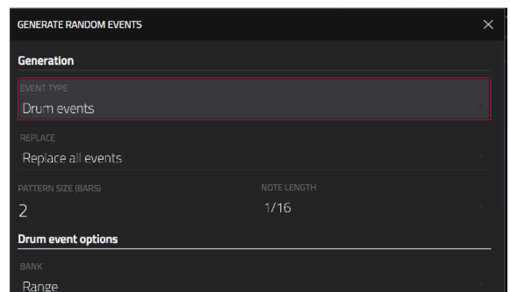 GENERATE RANDOM EVENTS
Generation
EVENT TYPE
Drum events
REPLACE
Replace all events
PATTERN SIZE (BARS) NOTE LENGTH
2 1/16
Drum event options
BANK
Range